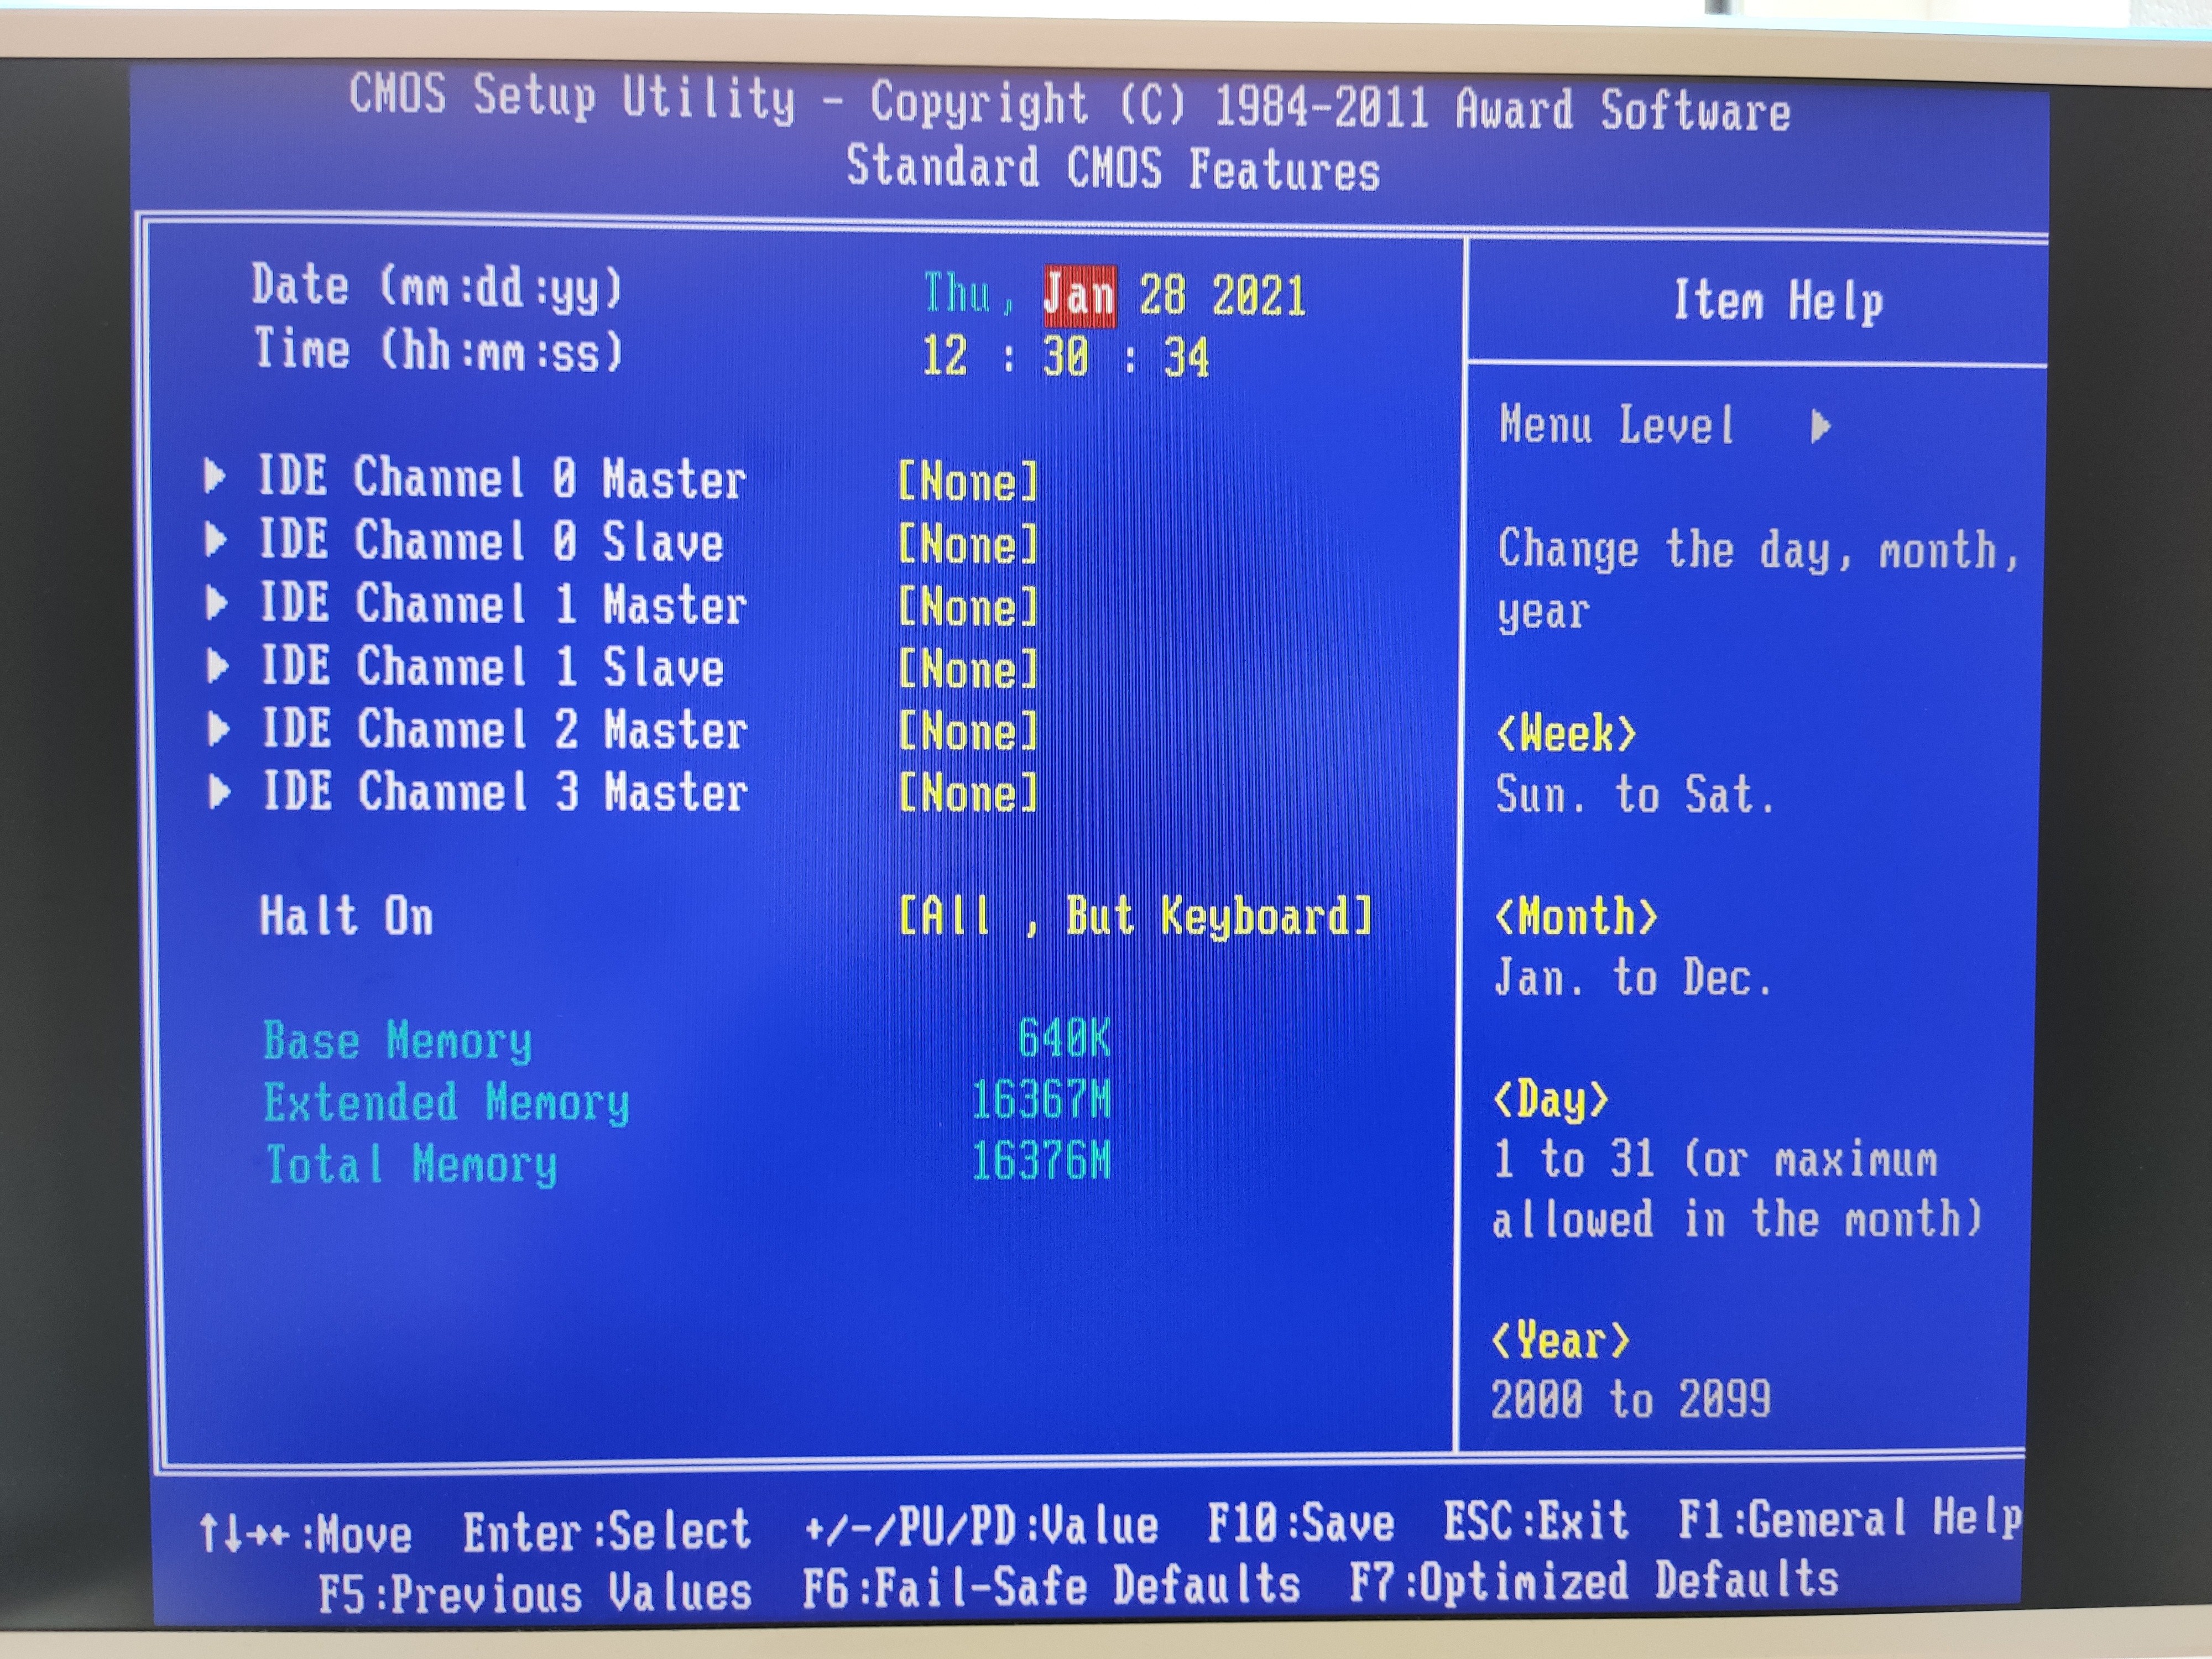 CMOS Setup Utility - Copyright (C) 1984-2011 Award Software
Standard CMOS Features
Date (mm:dd:yy) Thu, Jan 28 2021
Time (hh:mm:ss) 12 : 30 : 34
▶ IDE Channel 0 Master [None]
▶ IDE Channel 0 Slave [None]
▶ IDE Channel 1 Master [None]
▶ IDE Channel 1 Slave [None]
▶ IDE Channel 2 Master [None]
▶ IDE Channel 3 Master [None]
Halt On [All , But Keyboard]
Base Memory 640K
Extended Memory 16367M
Total Memory 16376M
Item Help
Menu Level ▶
Change the day, month,
year
<Week>
Sun. to Sat.
<Month>
Jan. to Dec.
<Day>
1 to 31 (or maximum
allowed in the month)
<Year>
2000 to 2099
↑↓→←:Move Enter:Select +/-/PU/PD:Value F10:Save ESC:Exit F1:General Help
F5:Previous Values F6:Fail-Safe Defaults F7:Optimized Defaults